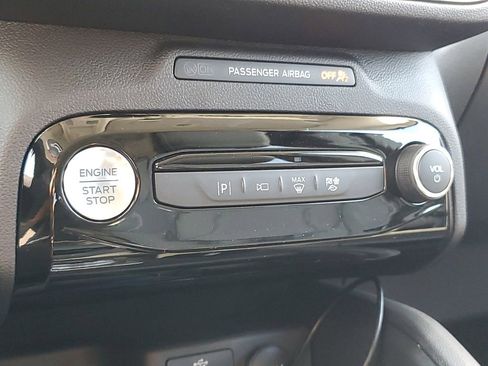 PASSENGER AIRBAG OFF
ENGINE
START
STOP
P
MAX
VOL